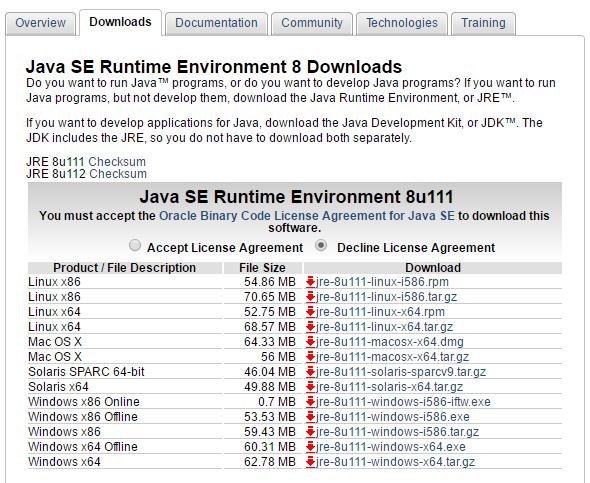 Overview Downloads Documentation Community Technologies Training
Java SE Runtime Environment 8 Downloads
Do you want to run Java™ programs, or do you want to develop Java programs? If you want to run
Java programs, but not develop them, download the Java Runtime Environment, or JRE™.
If you want to develop applications for Java, download the Java Development Kit, or JDK™. The
JDK includes the JRE, so you do not have to download both separately.
JRE 8u111 Checksum
JRE 8u112 Checksum
Java SE Runtime Environment 8u111
You must accept the Oracle Binary Code License Agreement for Java SE to download this
software.
Accept License Agreement Decline License Agreement
Product / File Description File Size Download
Linux x86 54.86 MB jre-8u111-linux-i586.rpm
Linux x86 70.65 MB jre-8u111-linux-i586.tar.gz
Linux x64 52.75 MB jre-8u111-linux-x64.rpm
Linux x64 68.57 MB jre-8u111-linux-x64.tar.gz
Mac OS X 64.33 MB jre-8u111-macosx-x64.dmg
Mac OS X 56 MB jre-8u111-macosx-x64.tar.gz
Solaris SPARC 64-bit 46.04 MB jre-8u111-solaris-sparcv9.tar.gz
Solaris x64 49.88 MB jre-8u111-solaris-x64.tar.gz
Windows x86 Online 0.7 MB jre-8u111-windows-i586-iftw.exe
Windows x86 Offline 53.53 MB jre-8u111-windows-i586.exe
Windows x86 59.43 MB jre-8u111-windows-i586.tar.gz
Windows x64 Offline 60.31 MB jre-8u111-windows-x64.exe
Windows x64 62.78 MB jre-8u111-windows-x64.tar.gz